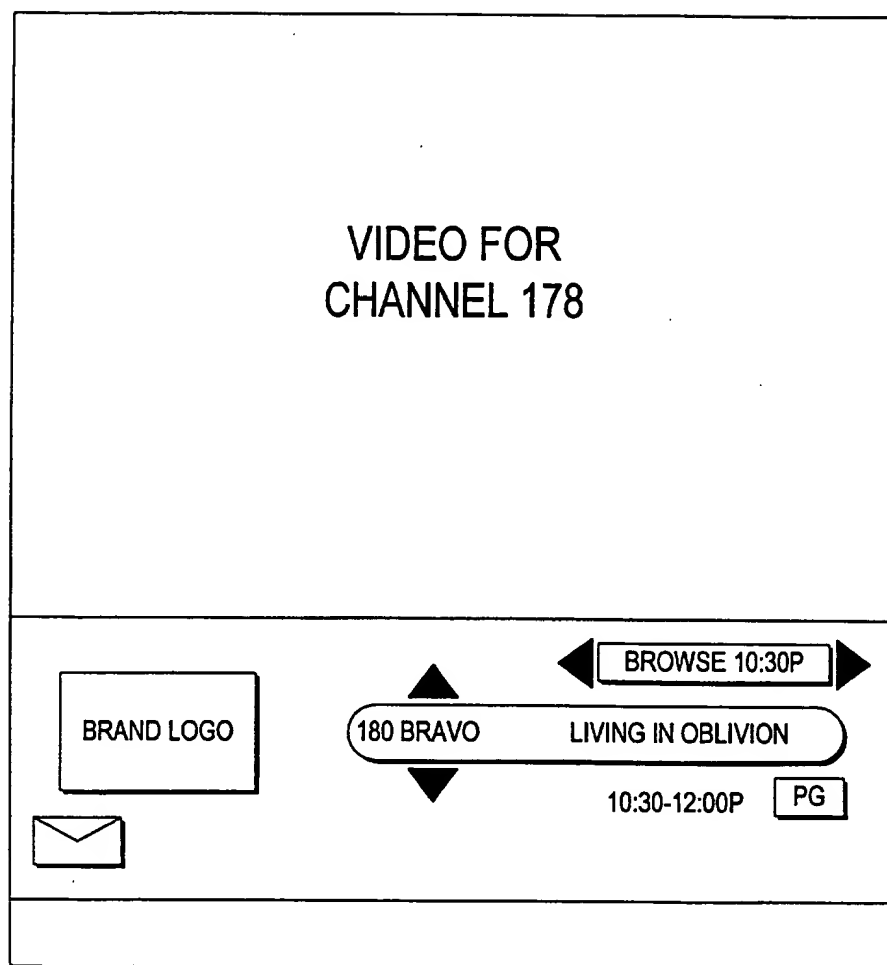 VIDEO FOR
CHANNEL 178
BROWSE 10:30P
BRAND LOGO
180 BRAVO LIVING IN OBLIVION
10:30-12:00P PG